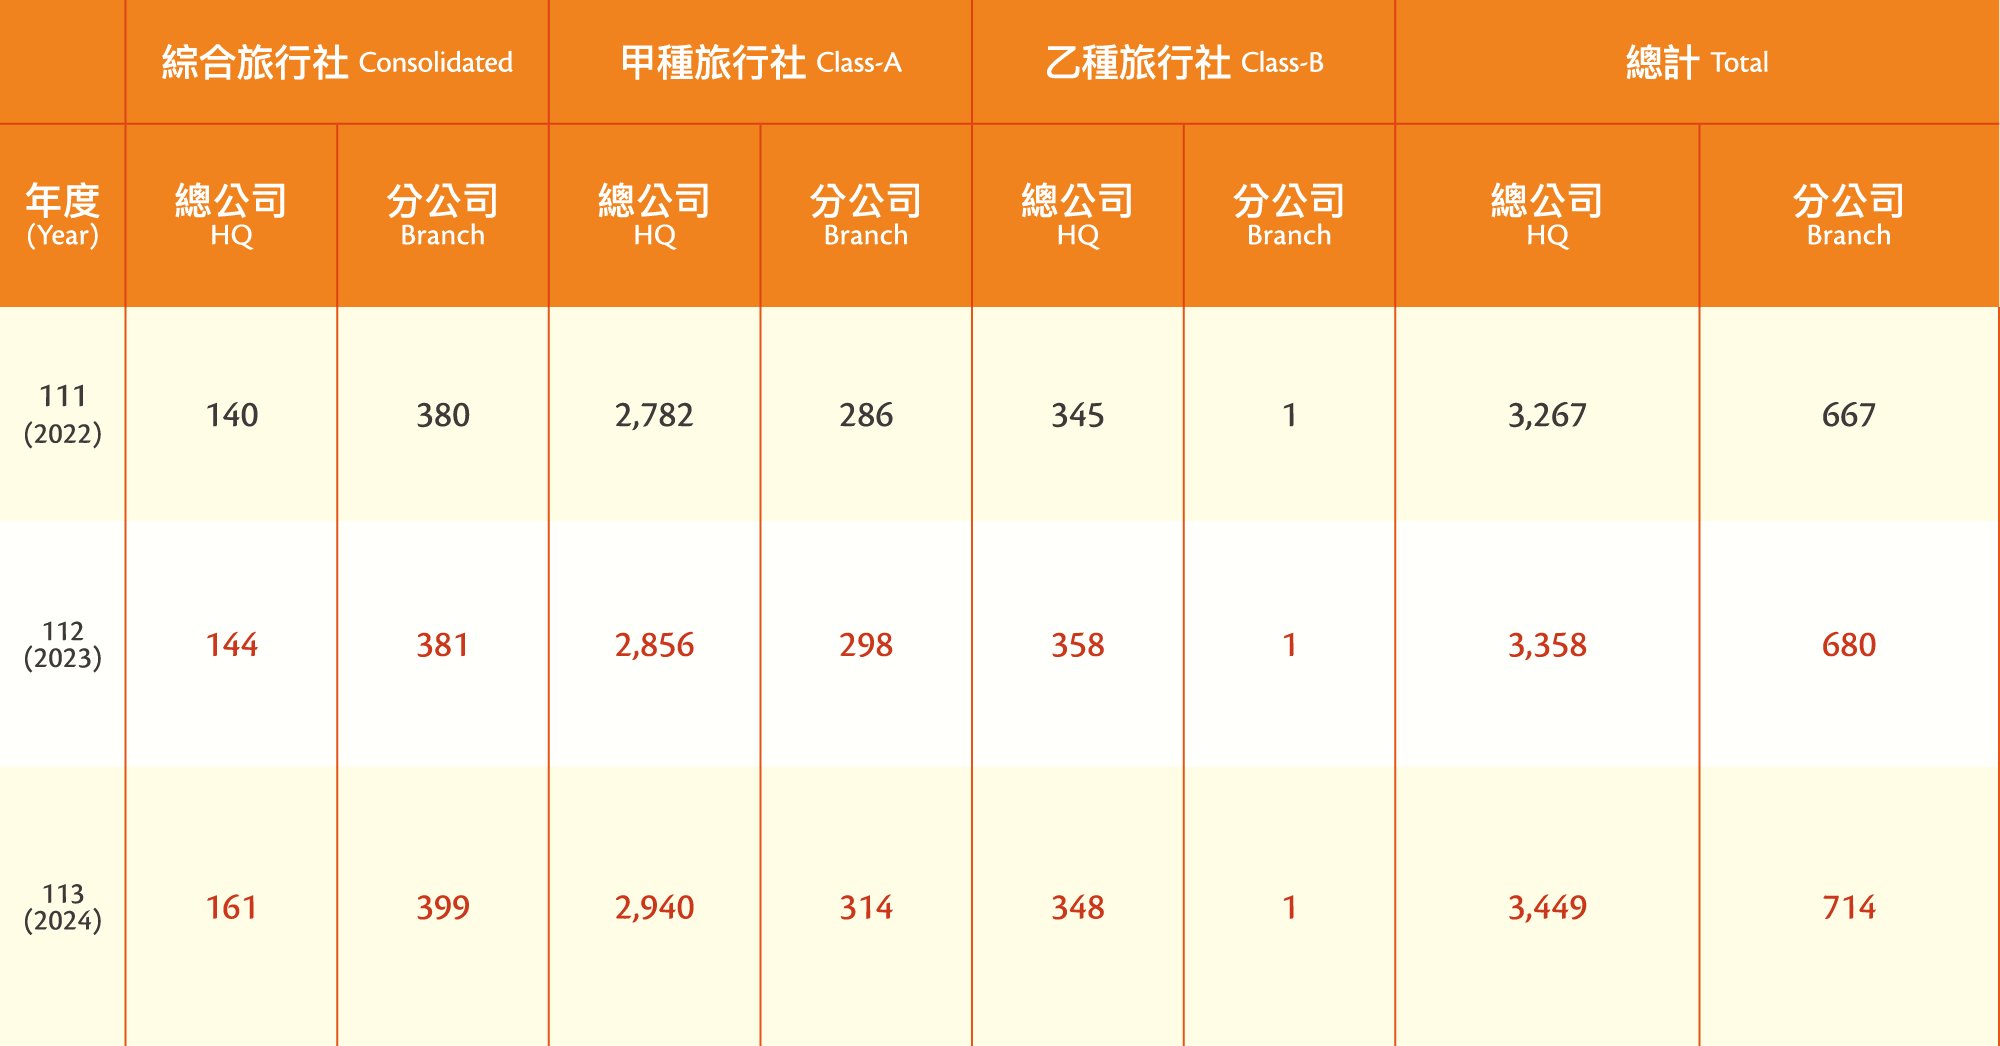 綜合旅行社 Consolidated 甲種旅行社 Class-A 乙種旅行社 Class-B 總計 Total
年度 總公司 分公司 總公司 分公司 總公司 分公司 總公司 分公司
(Year) HQ Branch HQ Branch HQ Branch HQ Branch
111
(2022) 140 380 2,782 286 345 1 3,267 667
112
(2023) 144 381 2,856 298 358 1 3,358 680
113
(2024) 161 399 2,940 314 348 1 3,449 714